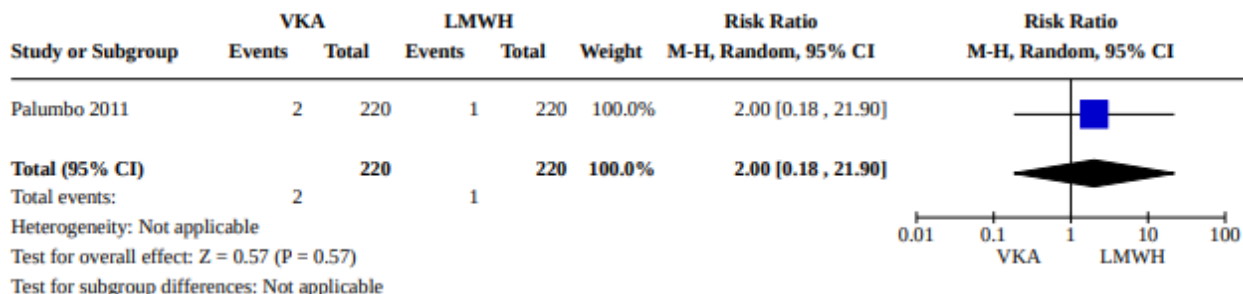 VKA LMWH Risk Ratio Risk Ratio
Study or Subgroup Events Total Events Total Weight M-H, Random, 95% CI M-H, Random, 95% CI
Palumbo 2011 2 220 1 220 100.0% 2.00 [0.18 , 21.90]
Total (95% CI) 220 220 100.0% 2.00 [0.18 , 21.90]
Total events: 2 1
Heterogeneity: Not applicable
Test for overall effect: Z = 0.57 (P = 0.57)
Test for subgroup differences: Not applicable
0.01 0.1 1 10 100
VKA LMWH